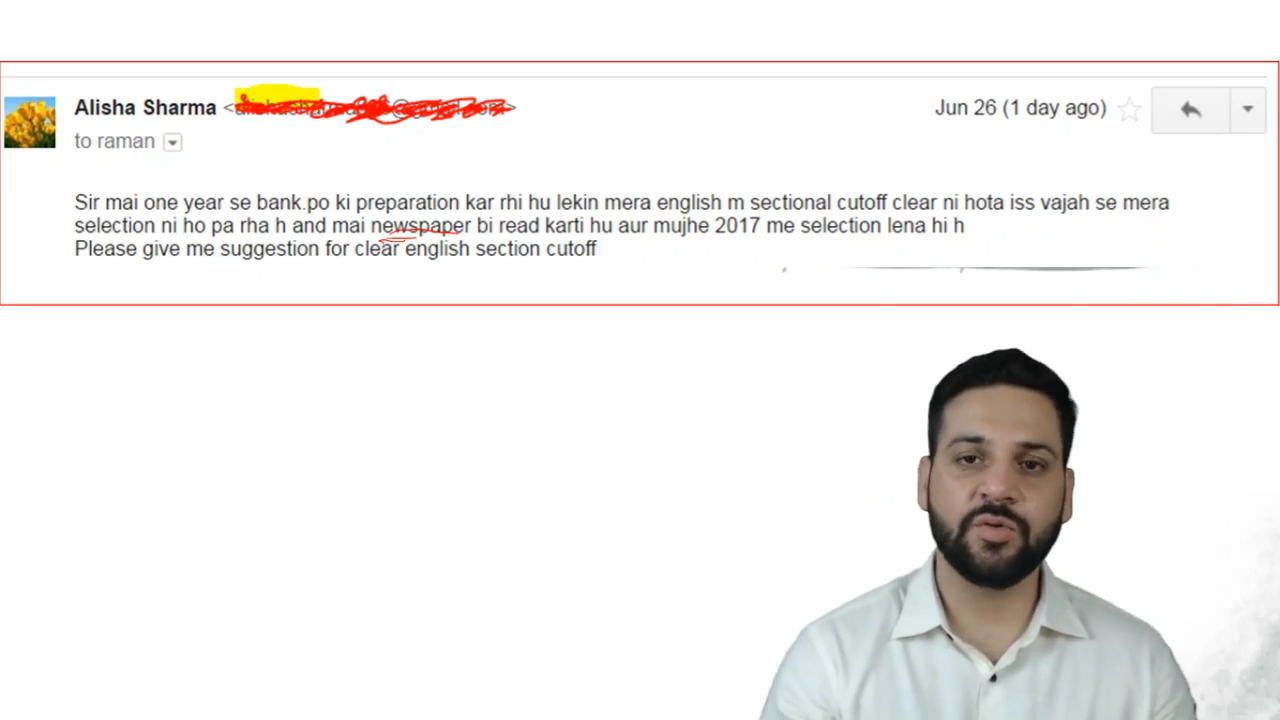 Alisha Sharma
Jun 26 (1 day ago)
to raman
Sir mai one year se bank.po ki preparation kar rhi hu lekin mera english m sectional cutoff clear ni hota iss vajah se mera
selection ni ho pa rha h and mai newspaper bi read karti hu aur mujhe 2017 me selection lena hi h
Please give me suggestion for clear english section cutoff